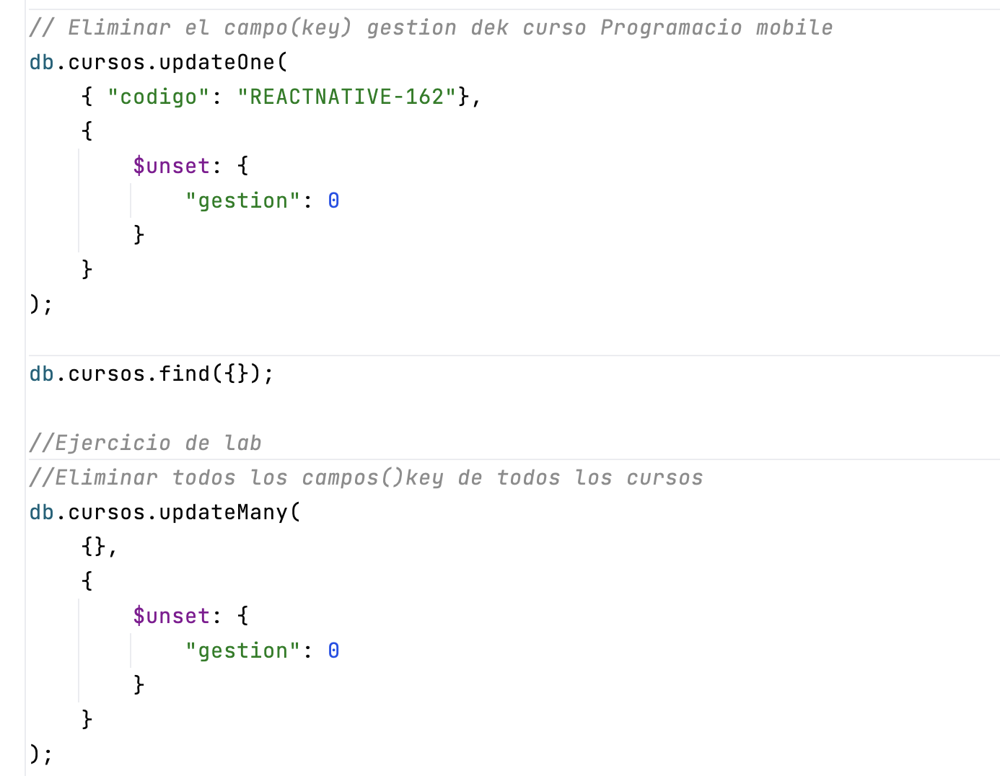 // Eliminar el campo(key) gestion dek curso Programacio mobile
db.cursos.updateOne(
    { "codigo": "REACTNATIVE-162"},
    {
        $unset: {
            "gestion": 0
        }
    }
);
db.cursos.find({});
//Ejercicio de lab
//Eliminar todos los campos()key de todos los cursos
db.cursos.updateMany(
    {},
    {
        $unset: {
            "gestion": 0
        }
    }
);